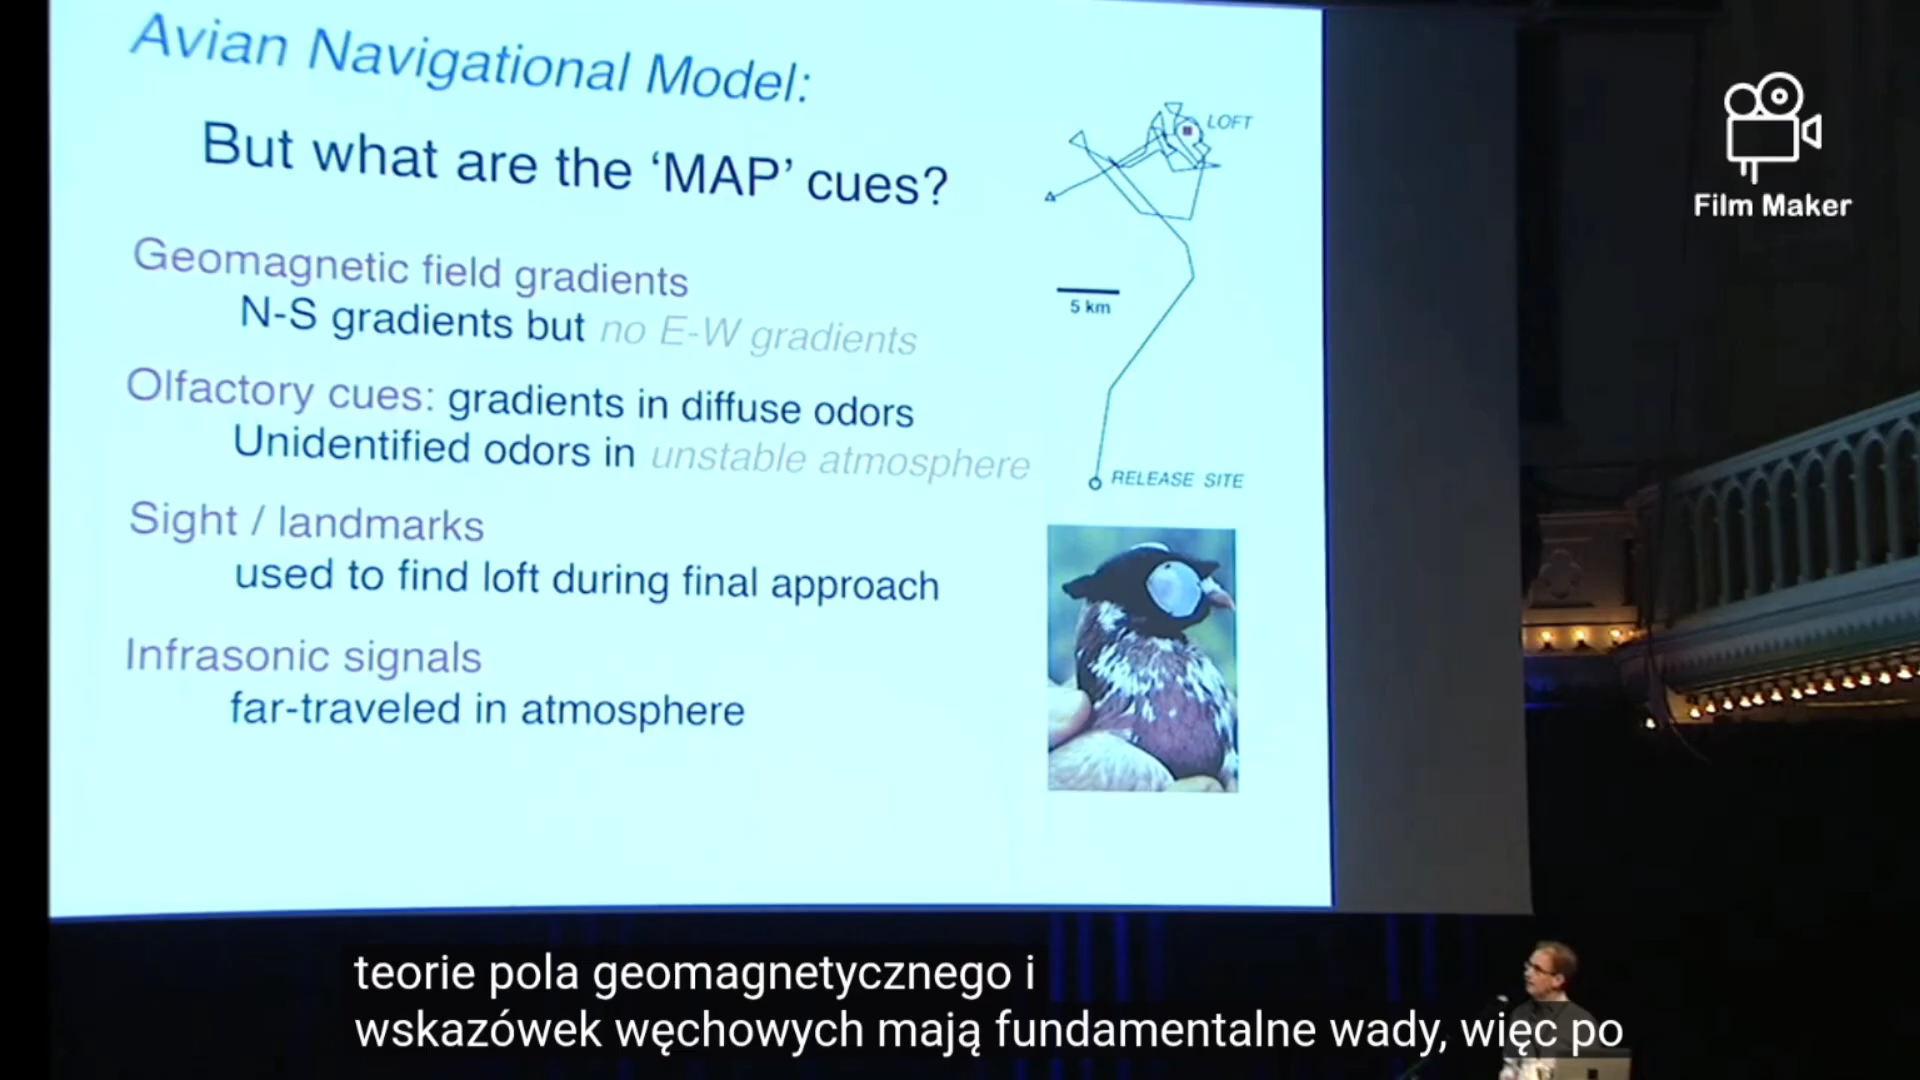 Avian Navigational Model:
But what are the ‘MAP’ cues?
Geomagnetic field gradients
N-S gradients but no E-W gradients
Olfactory cues: gradients in diffuse odors
Unidentified odors in unstable atmosphere
Sight / landmarks
used to find loft during final approach
Infrasonic signals
far-traveled in atmosphere
LOFT
5 km
RELEASE SITE
Film Maker
teorie pola geomagnetycznego i
wskazówek węchowych mają fundamentalne wady, więc po